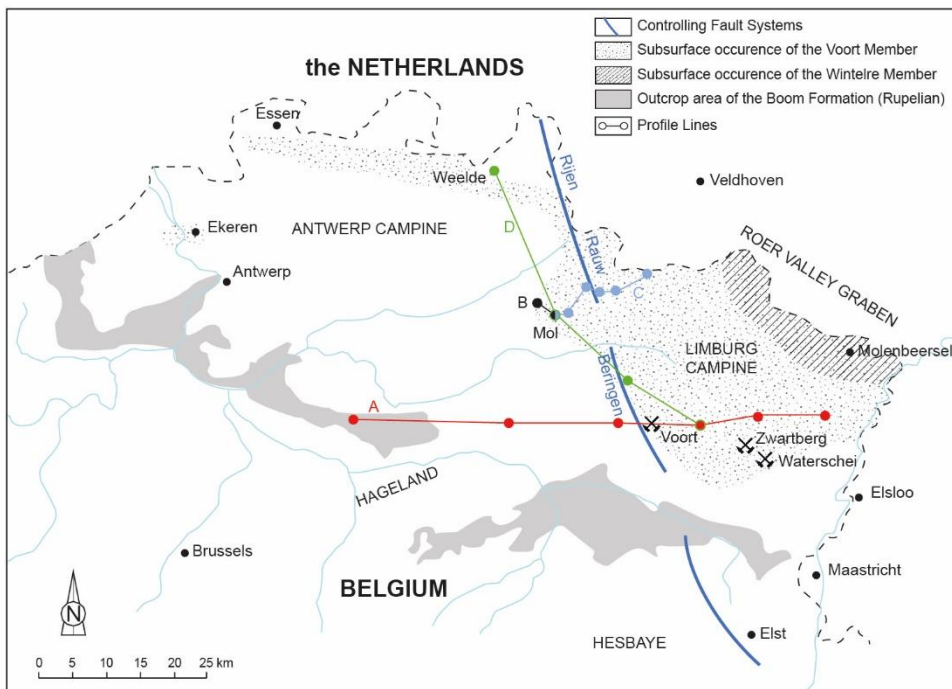 Controlling Fault Systems
Subsurface occurence of the Voort Member
Subsurface occurence of the Wintelre Member
Outcrop area of the Boom Formation (Rupelian)
Profile Lines
the NETHERLANDS
Essen
Weelde
Rijen
Veldhoven
Ekeren
ANTWERP CAMPINE
D
Rauw
ROER VALLEY GRABEN
Antwerp
C
B
Mol
LIMBURG
CAMPINE
Molenbeersel
Beringen
A
Voort
Zwartberg
Waterschei
HAGELAND
Elsloo
Brussels
Maastricht
BELGIUM
N
HESBAYE
Elst
0 5 10 15 20 25 km